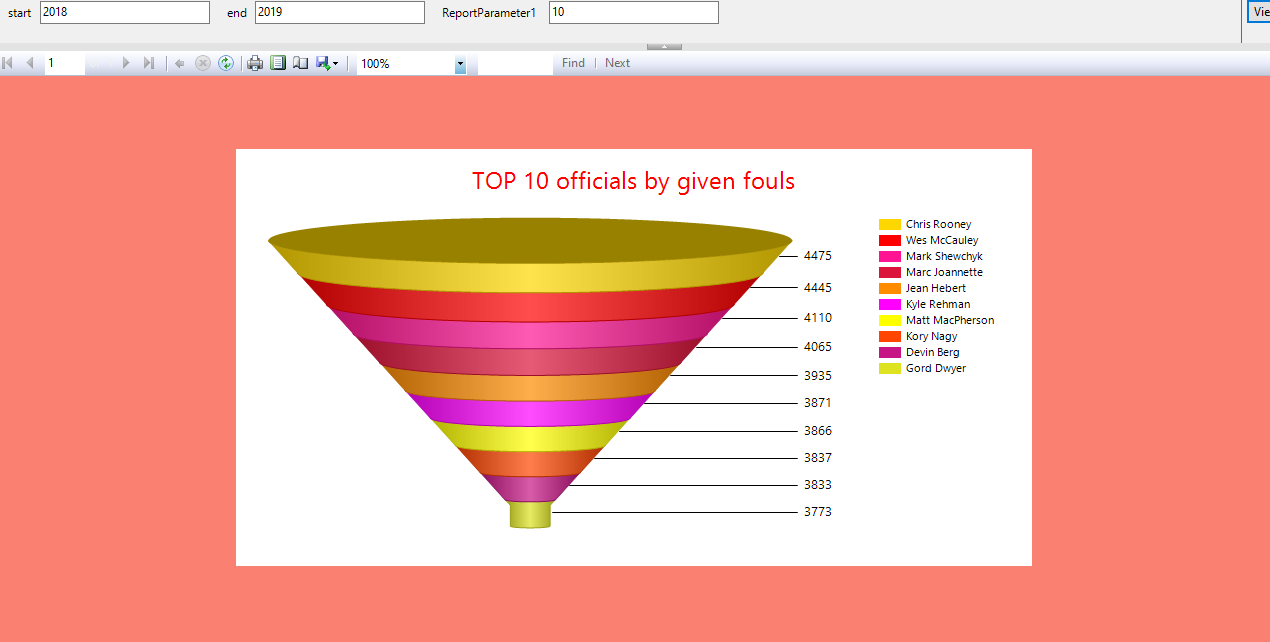 start 2018 end 2019 ReportParameter1 10 Vie
1 100% Find | Next
TOP 10 officials by given fouls
4475
4445
4110
4065
3935
3871
3866
3837
3833
3773
Chris Rooney
Wes McCauley
Mark Shewchyk
Marc Joannette
Jean Hebert
Kyle Rehman
Matt MacPherson
Kory Nagy
Devin Berg
Gord Dwyer